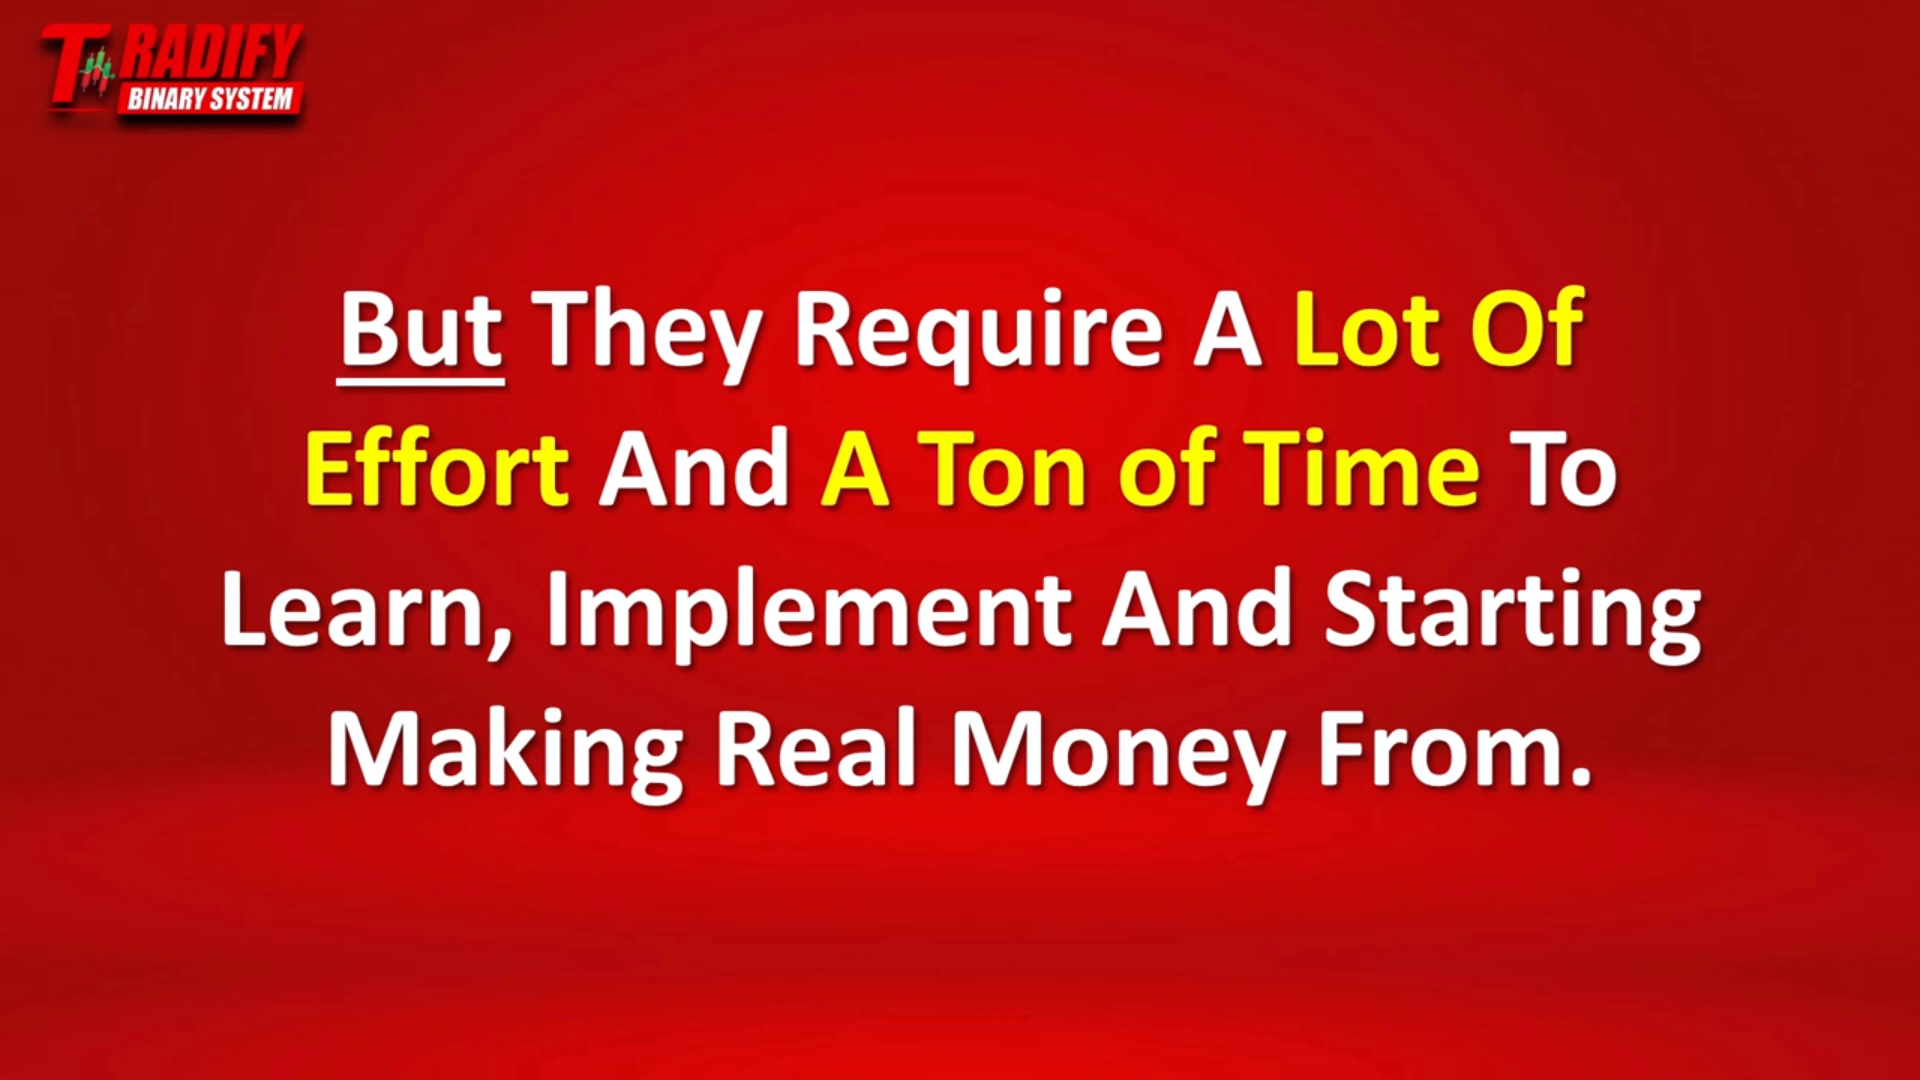 TRADIFY
BINARY SYSTEM
But They Require A Lot Of
Effort And A Ton of Time To
Learn, Implement And Starting
Making Real Money From.